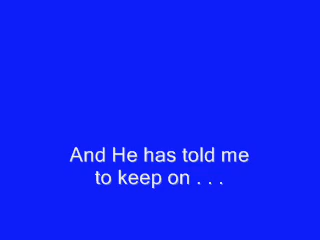 And He has told me
to keep on . . .